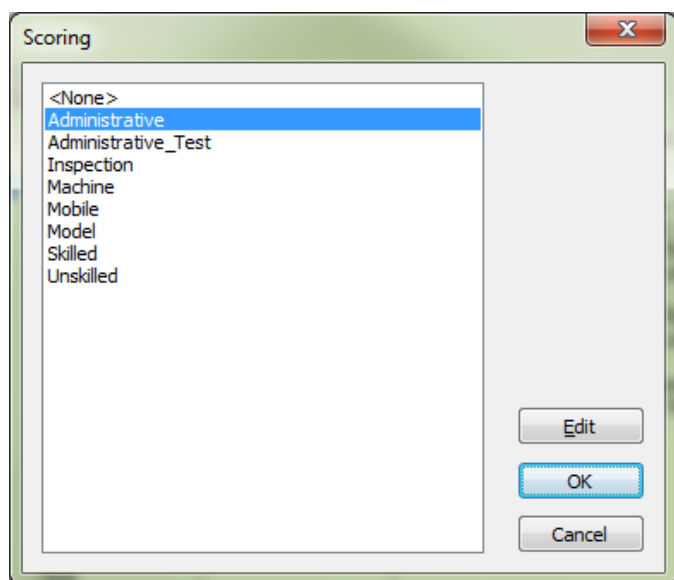 Scoring
<None>
Administrative
Administrative_Test
Inspection
Machine
Mobile
Model
Skilled
Unskilled
Edit
OK
Cancel